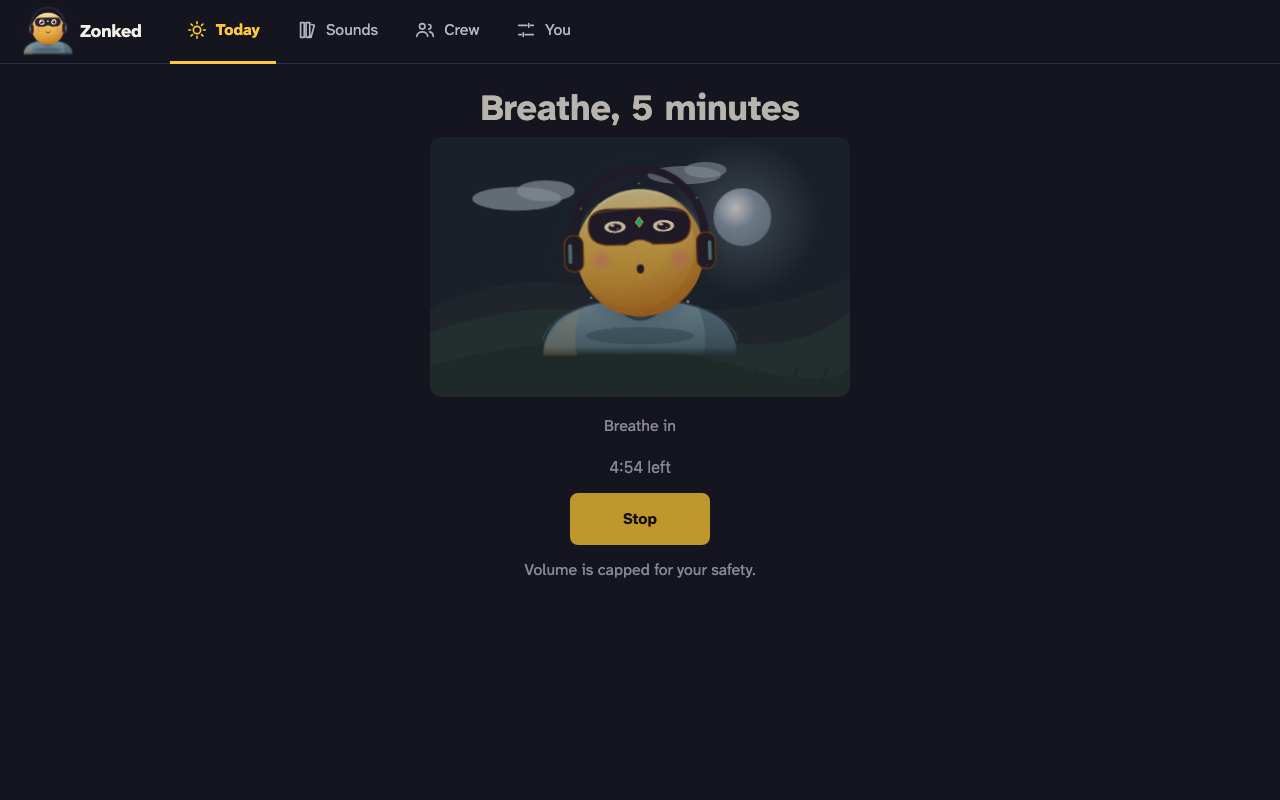 Zonked
Today
Sounds
Crew
You
Breathe, 5 minutes
Breathe in
4:54 left
Stop
Volume is capped for your safety.